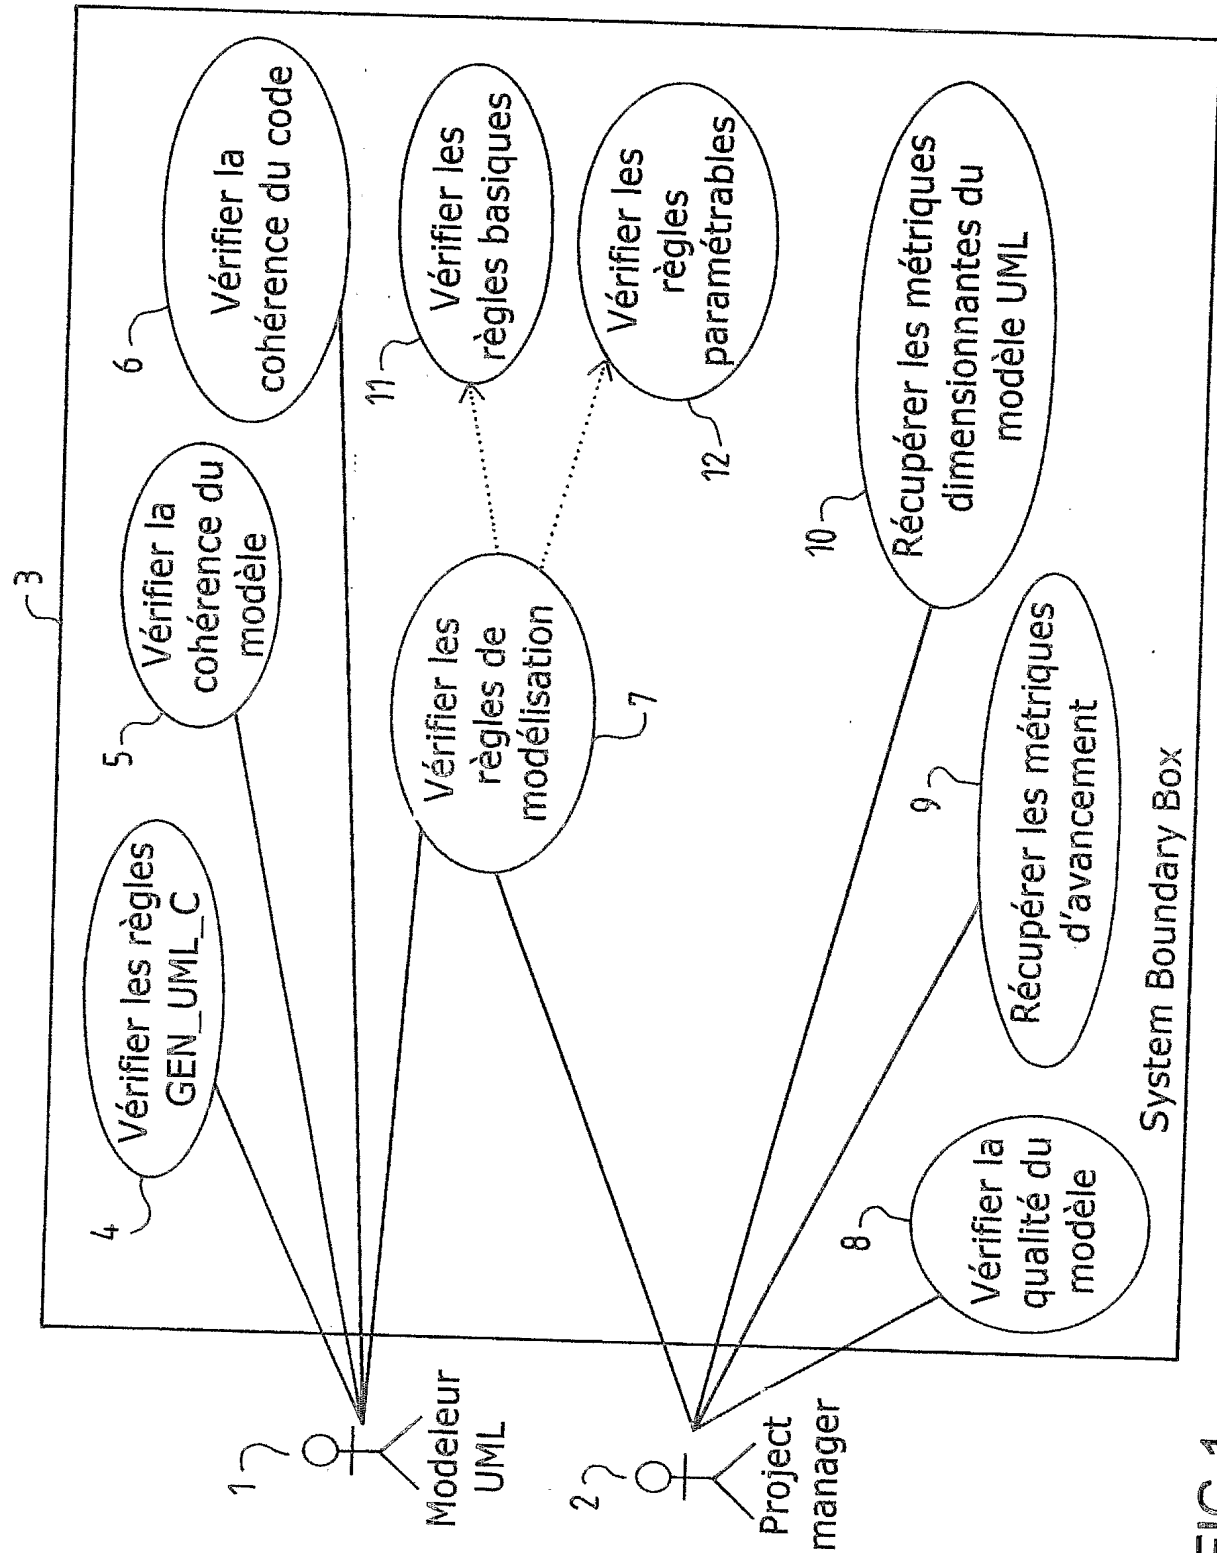 3
4
Vérifier les règles
GEN_UML_C
5
Vérifier la
cohérence du
modèle
6
Vérifier la
cohérence du code
1
Modeleur
UML
7
Vérifier les
règles de
modélisation
11
Vérifier les
règles basiques
12
Vérifier les
règles
paramétrables
2
Project
manager
8
Vérifier la
qualité du
modèle
9
Récupérer les métriques
d'avancement
10
Récupérer les métriques
dimensionnantes du
modèle UML
System Boundary Box
FIG.1